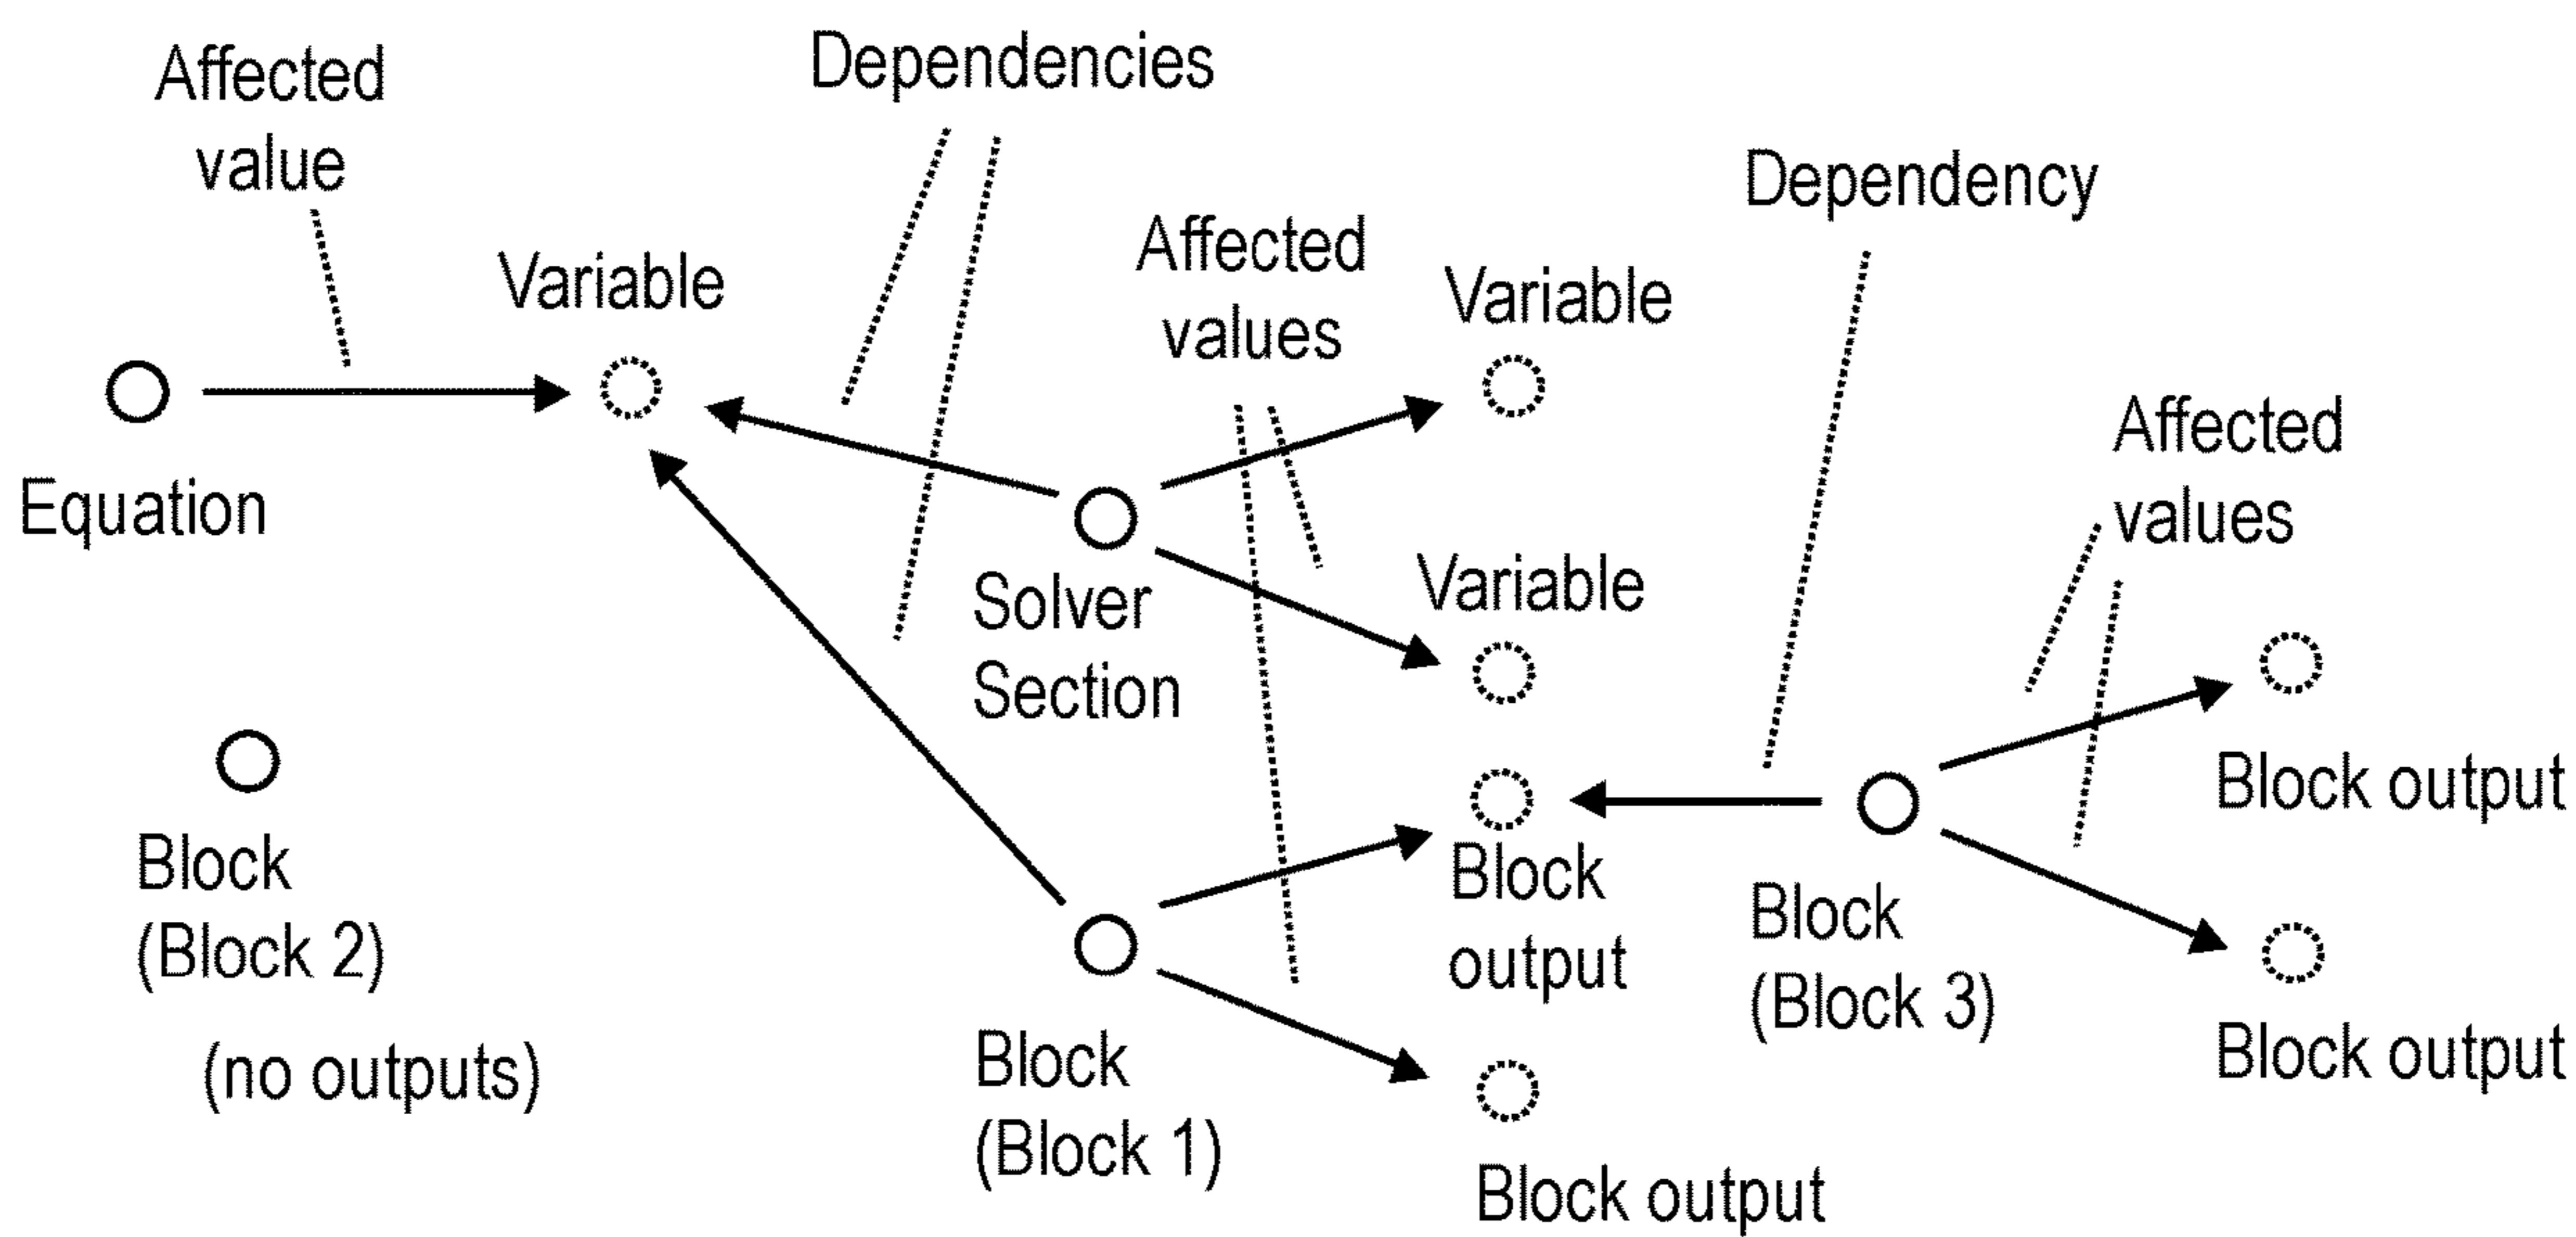 Affected
value
Dependencies
Dependency
Affected
values
Variable
Variable
Affected
values
Equation
Solver
Section
Variable
Block output
Block
(Block 2)
(no outputs)
Block
output
Block
(Block 3)
Block
(Block 1)
Block output
Block output